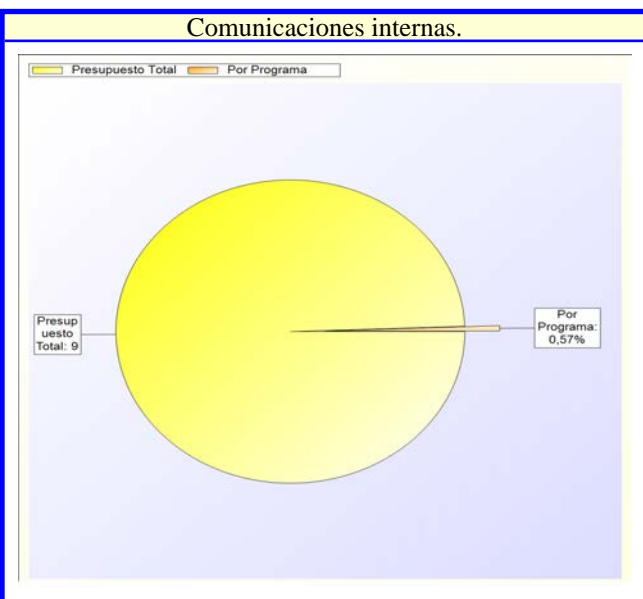 Comunicaciones internas.
Presupuesto Total Por Programa
Presup
uesto
Total: 9
Por
Programa:
0,57%